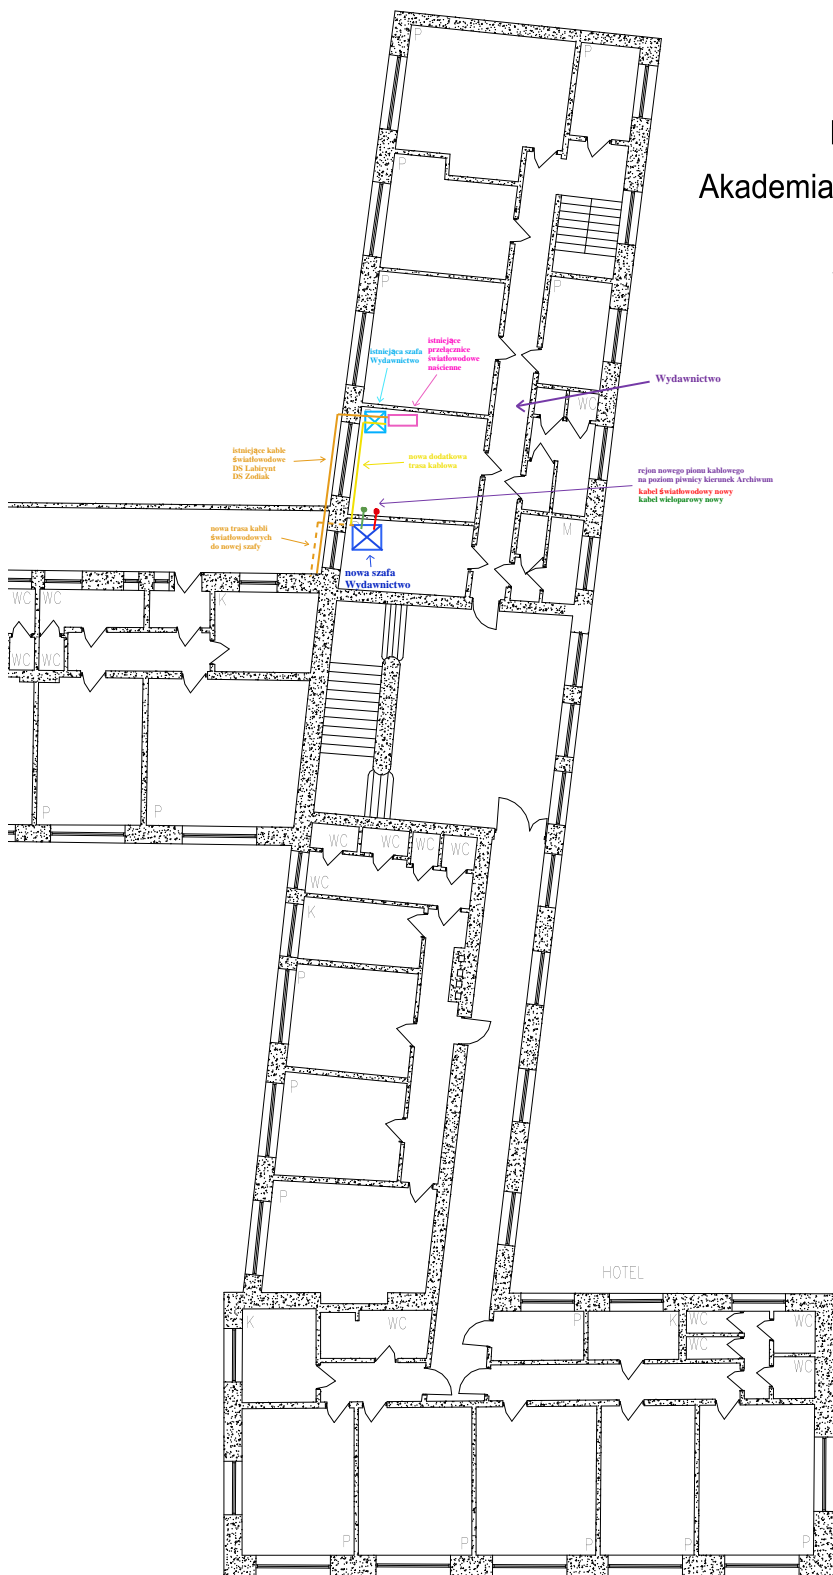 P
P
Akademia
P
P
P
istniejące
przełącznice
światłowodowe
naścienne
istniejąca szafa
Wydawnictwo
Wydawnictwo
WC
istniejące kable
światłowodowe
DS Labirynt
DS Zodiak
nowa dodatkowa
trasa kablowa
rejon nowego pionu kablowego
na poziom piwnicy kierunek Archiwum
kabel światłowodowy nowy
kabel wieloparowy nowy
nowa trasa kabli
światłowodowych
do nowej szafy
M
nowa szafa
Wydawnictwo
WC
WC
K
WC
WC
P
P
WC
WC
WC
WC
WC
K
P
P
P
HOTEL
K
WC
P
K
WC
WC
WC
WC
P
P
P
P
P